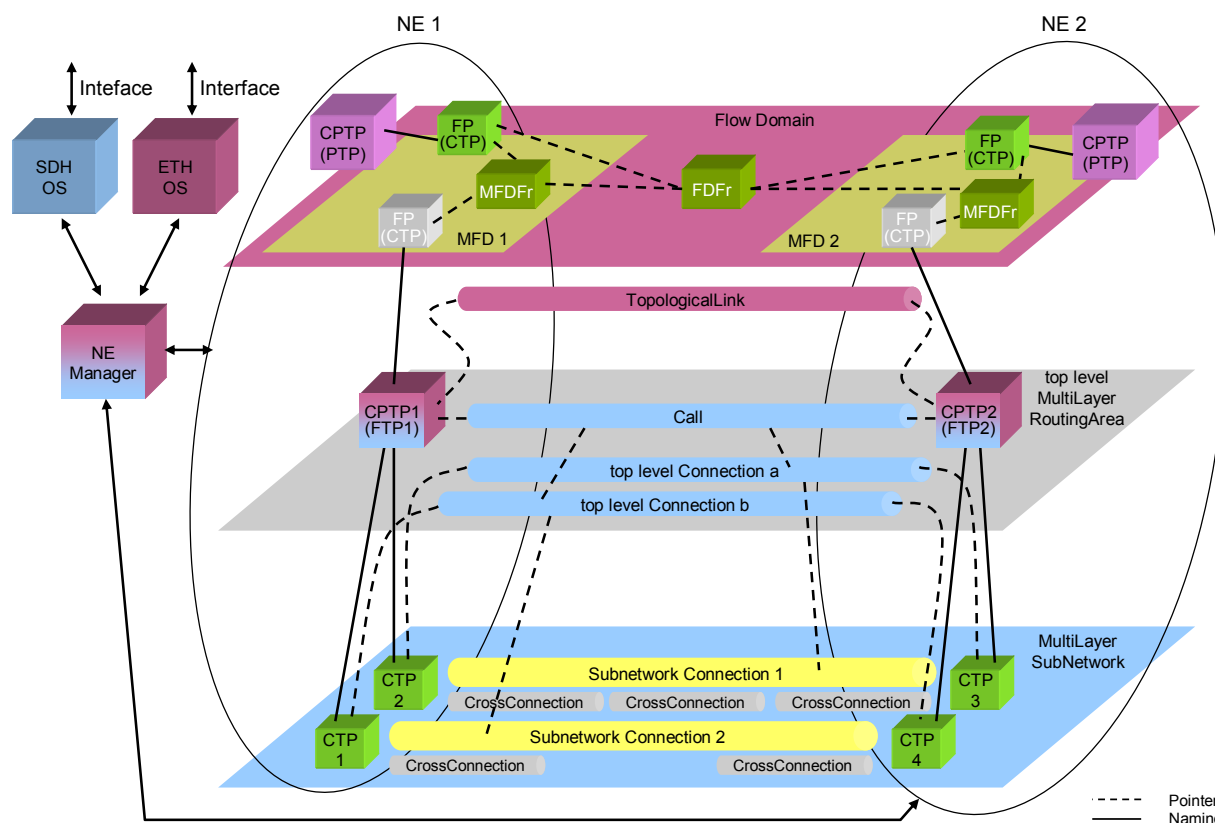 NE 1
NE 2
Inteface
Interface
SDH
OS
ETH
OS
CPTP
(PTP)
FP
(CTP)
Flow Domain
FP
(CTP)
CPTP
(PTP)
MFDFr
FDFr
MFDFr
FP
(CTP)
MFD 1
MFD 2
FP
(CTP)
TopologicalLink
NE
Manager
top level
MultiLayer
RoutingArea
CPTP1
(FTP1)
Call
CPTP2
(FTP2)
top level Connection a
top level Connection b
MultiLayer
SubNetwork
CTP
2
Subnetwork Connection 1
CTP
3
CrossConnection
CrossConnection
CrossConnection
CTP
1
Subnetwork Connection 2
CTP
4
CrossConnection
CrossConnection
Pointer
Naming